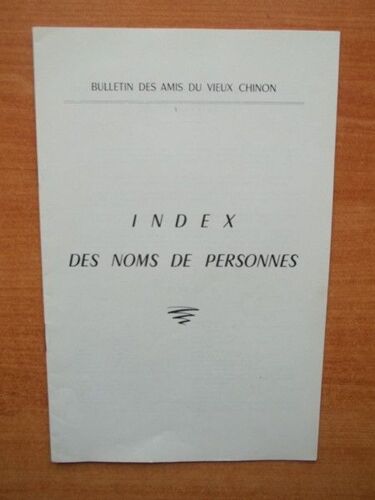 BULLETIN DES AMIS DU VIEUX CHINON
INDEX
DES NOMS DE PERSONNES